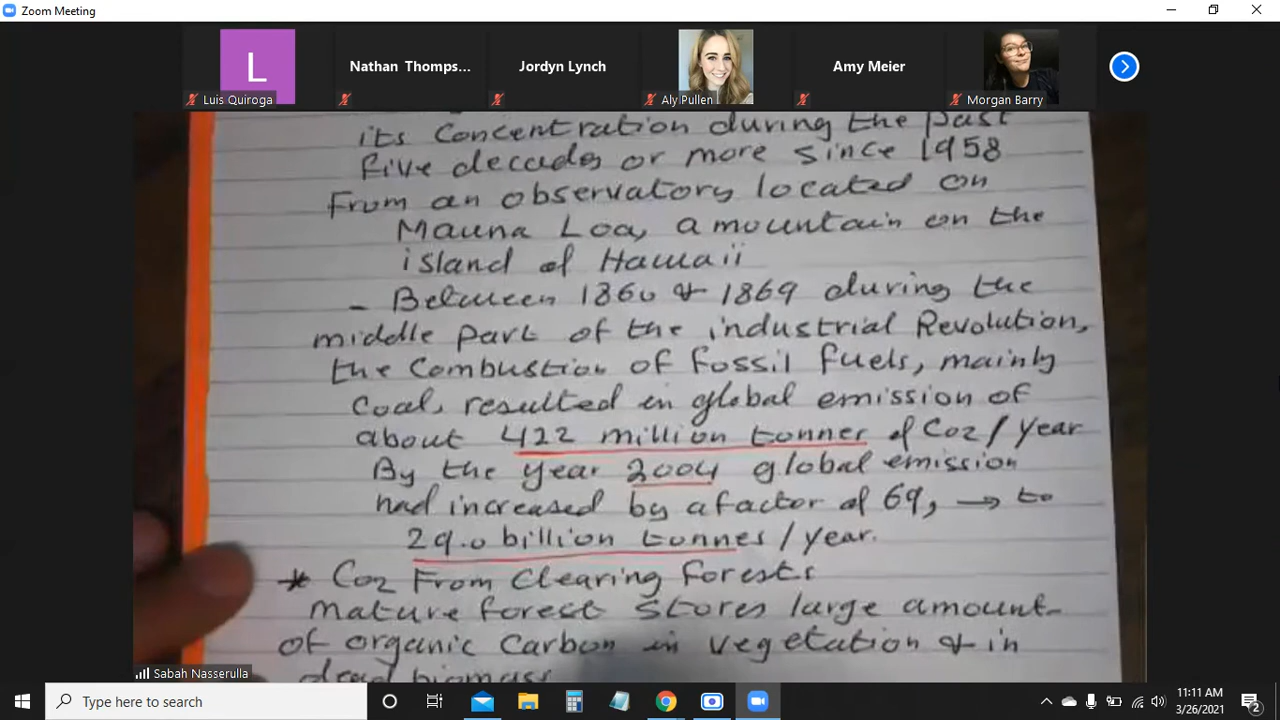 Zoom Meeting
L
Nathan Thomps...
Jordyn Lynch
Amy Meier
Luis Quiroga
Aly Pullen
Morgan Barry
its Concentration during the past
five decades or more since 1958
From an observatory located on
Mauna Loa, a mountain on the
island of Hawaii
- Between 1860 & 1869 during the
middle part of the industrial Revolution,
the Combustion of fossil fuels, mainly
Coal, resulted in global emission of
about 422 million tonnes of Co2 / Year
By the year 2004 global emission
had increased by a factor of 69, → to
29.0 billion tonnes / year.
* Co2 From Clearing forests
Mature forest stores large amount
of organic Carbon in vegetation & in
dead biomass
Sabah Nasserulla
Type here to search
11:11 AM
3/26/2021
2